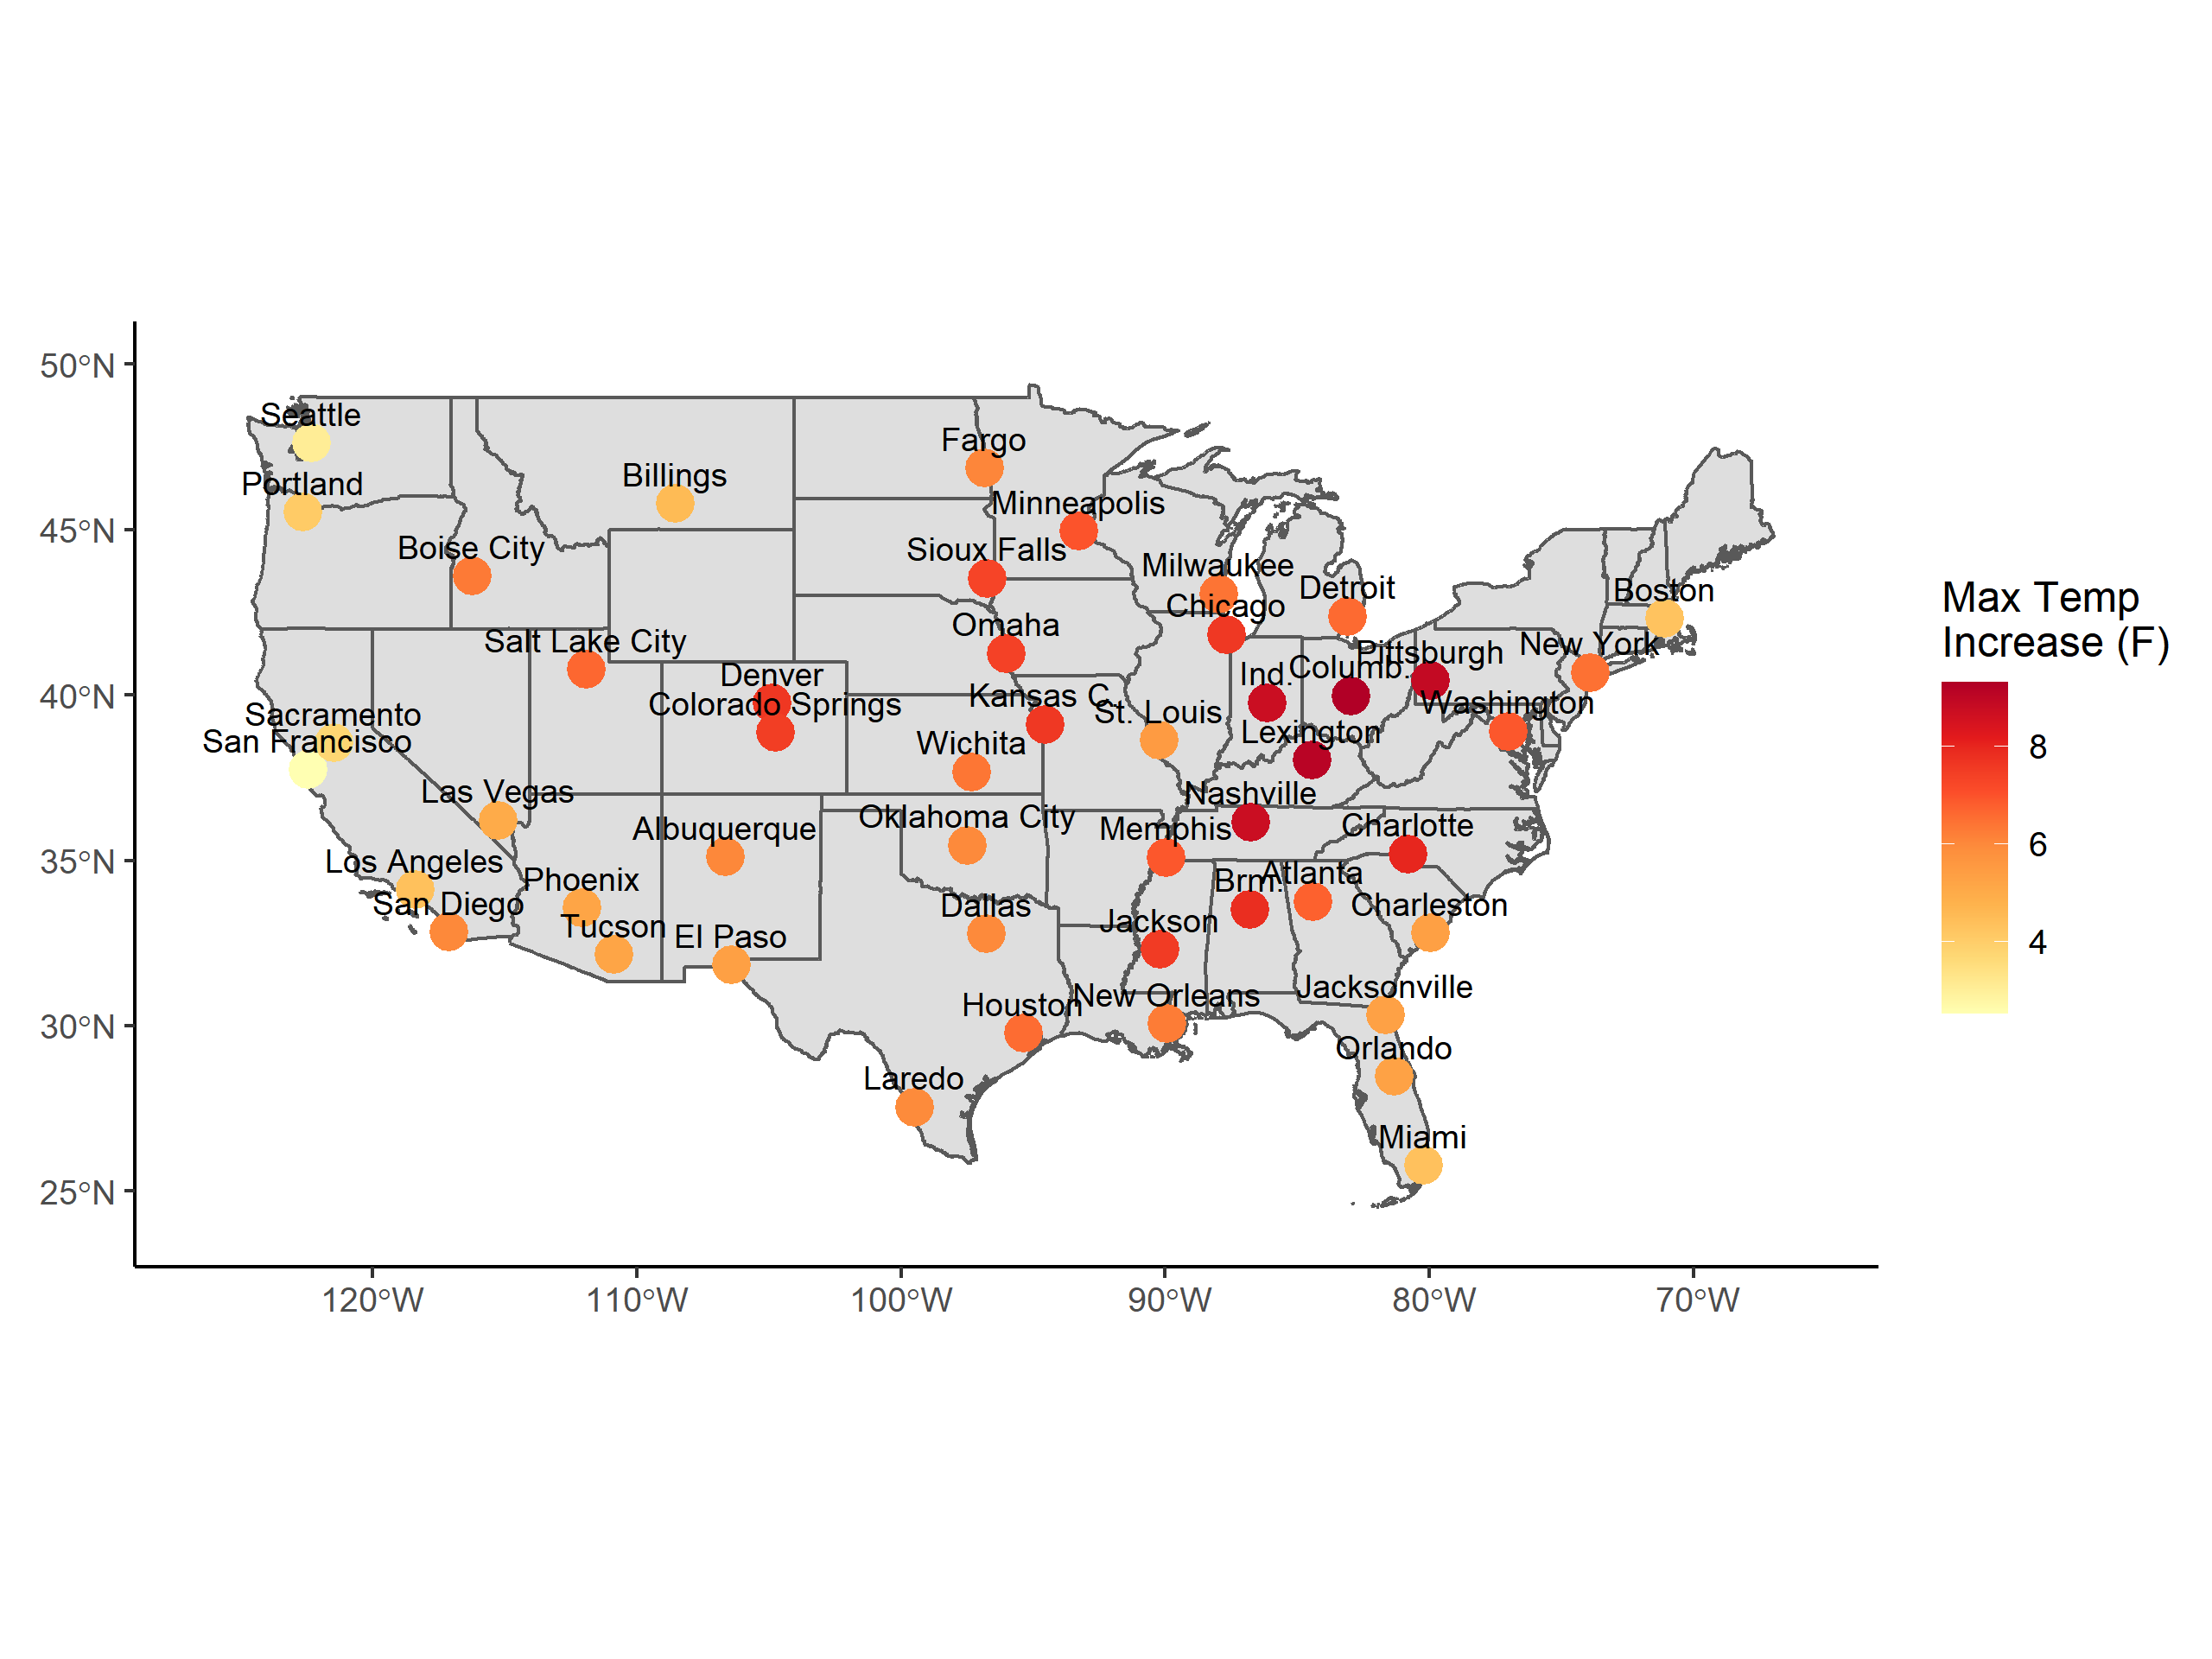 50°N
45°N
40°N
35°N
30°N
25°N
120°W
110°W
100°W
90°W
80°W
70°W
Seattle
Portland
Billings
Fargo
Minneapolis
Boise City
Sioux Falls
Milwaukee
Detroit
Boston
Chicago
Omaha
Salt Lake City
New York
Pittsburgh
Columb.
Ind.
Denver
Kansas C.
Colorado Springs
Washington
St. Louis
Sacramento
San Francisco
Lexington
Wichita
Las Vegas
Nashville
Oklahoma City
Albuquerque
Memphis
Charlotte
Los Angeles
Phoenix
Brm.
Atlanta
San Diego
Dallas
Charleston
Tucson
El Paso
Jackson
Houston
New Orleans
Jacksonville
Orlando
Laredo
Miami
Max Temp
Increase (F)
8
6
4